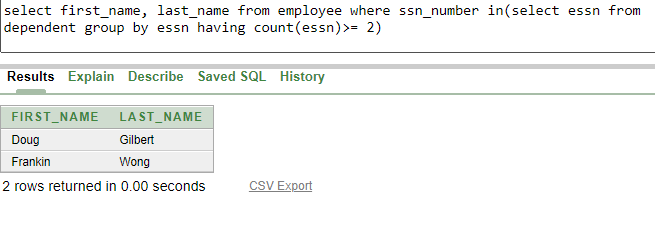 select first_name, last_name from employee where ssn_number in(select essn from
dependent group by essn having count(essn)>= 2)
Results Explain Describe Saved SQL History
FIRST_NAME LAST_NAME
Doug Gilbert
Frankin Wong
2 rows returned in 0.00 seconds CSV Export